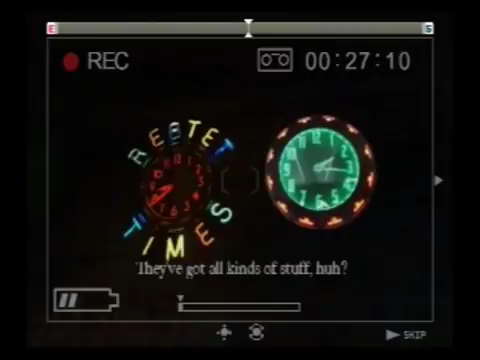 E S
REC 00:27:10
TIMES
They've got all kinds of stuff, huh?
SKIP